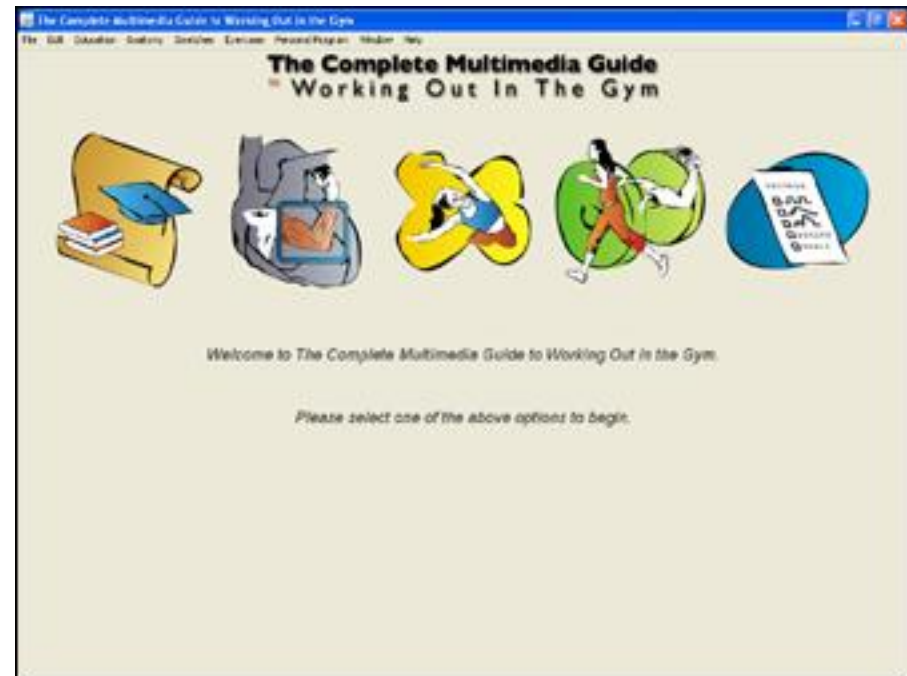 The Complete Multimedia Guide to Working Out in the Gym
File Edit Education Anatomy Stretches Exercises Personal Program Window Help
The Complete Multimedia Guide
to Working Out In The Gym
Welcome to The Complete Multimedia Guide to Working Out in the Gym.
Please select one of the above options to begin.